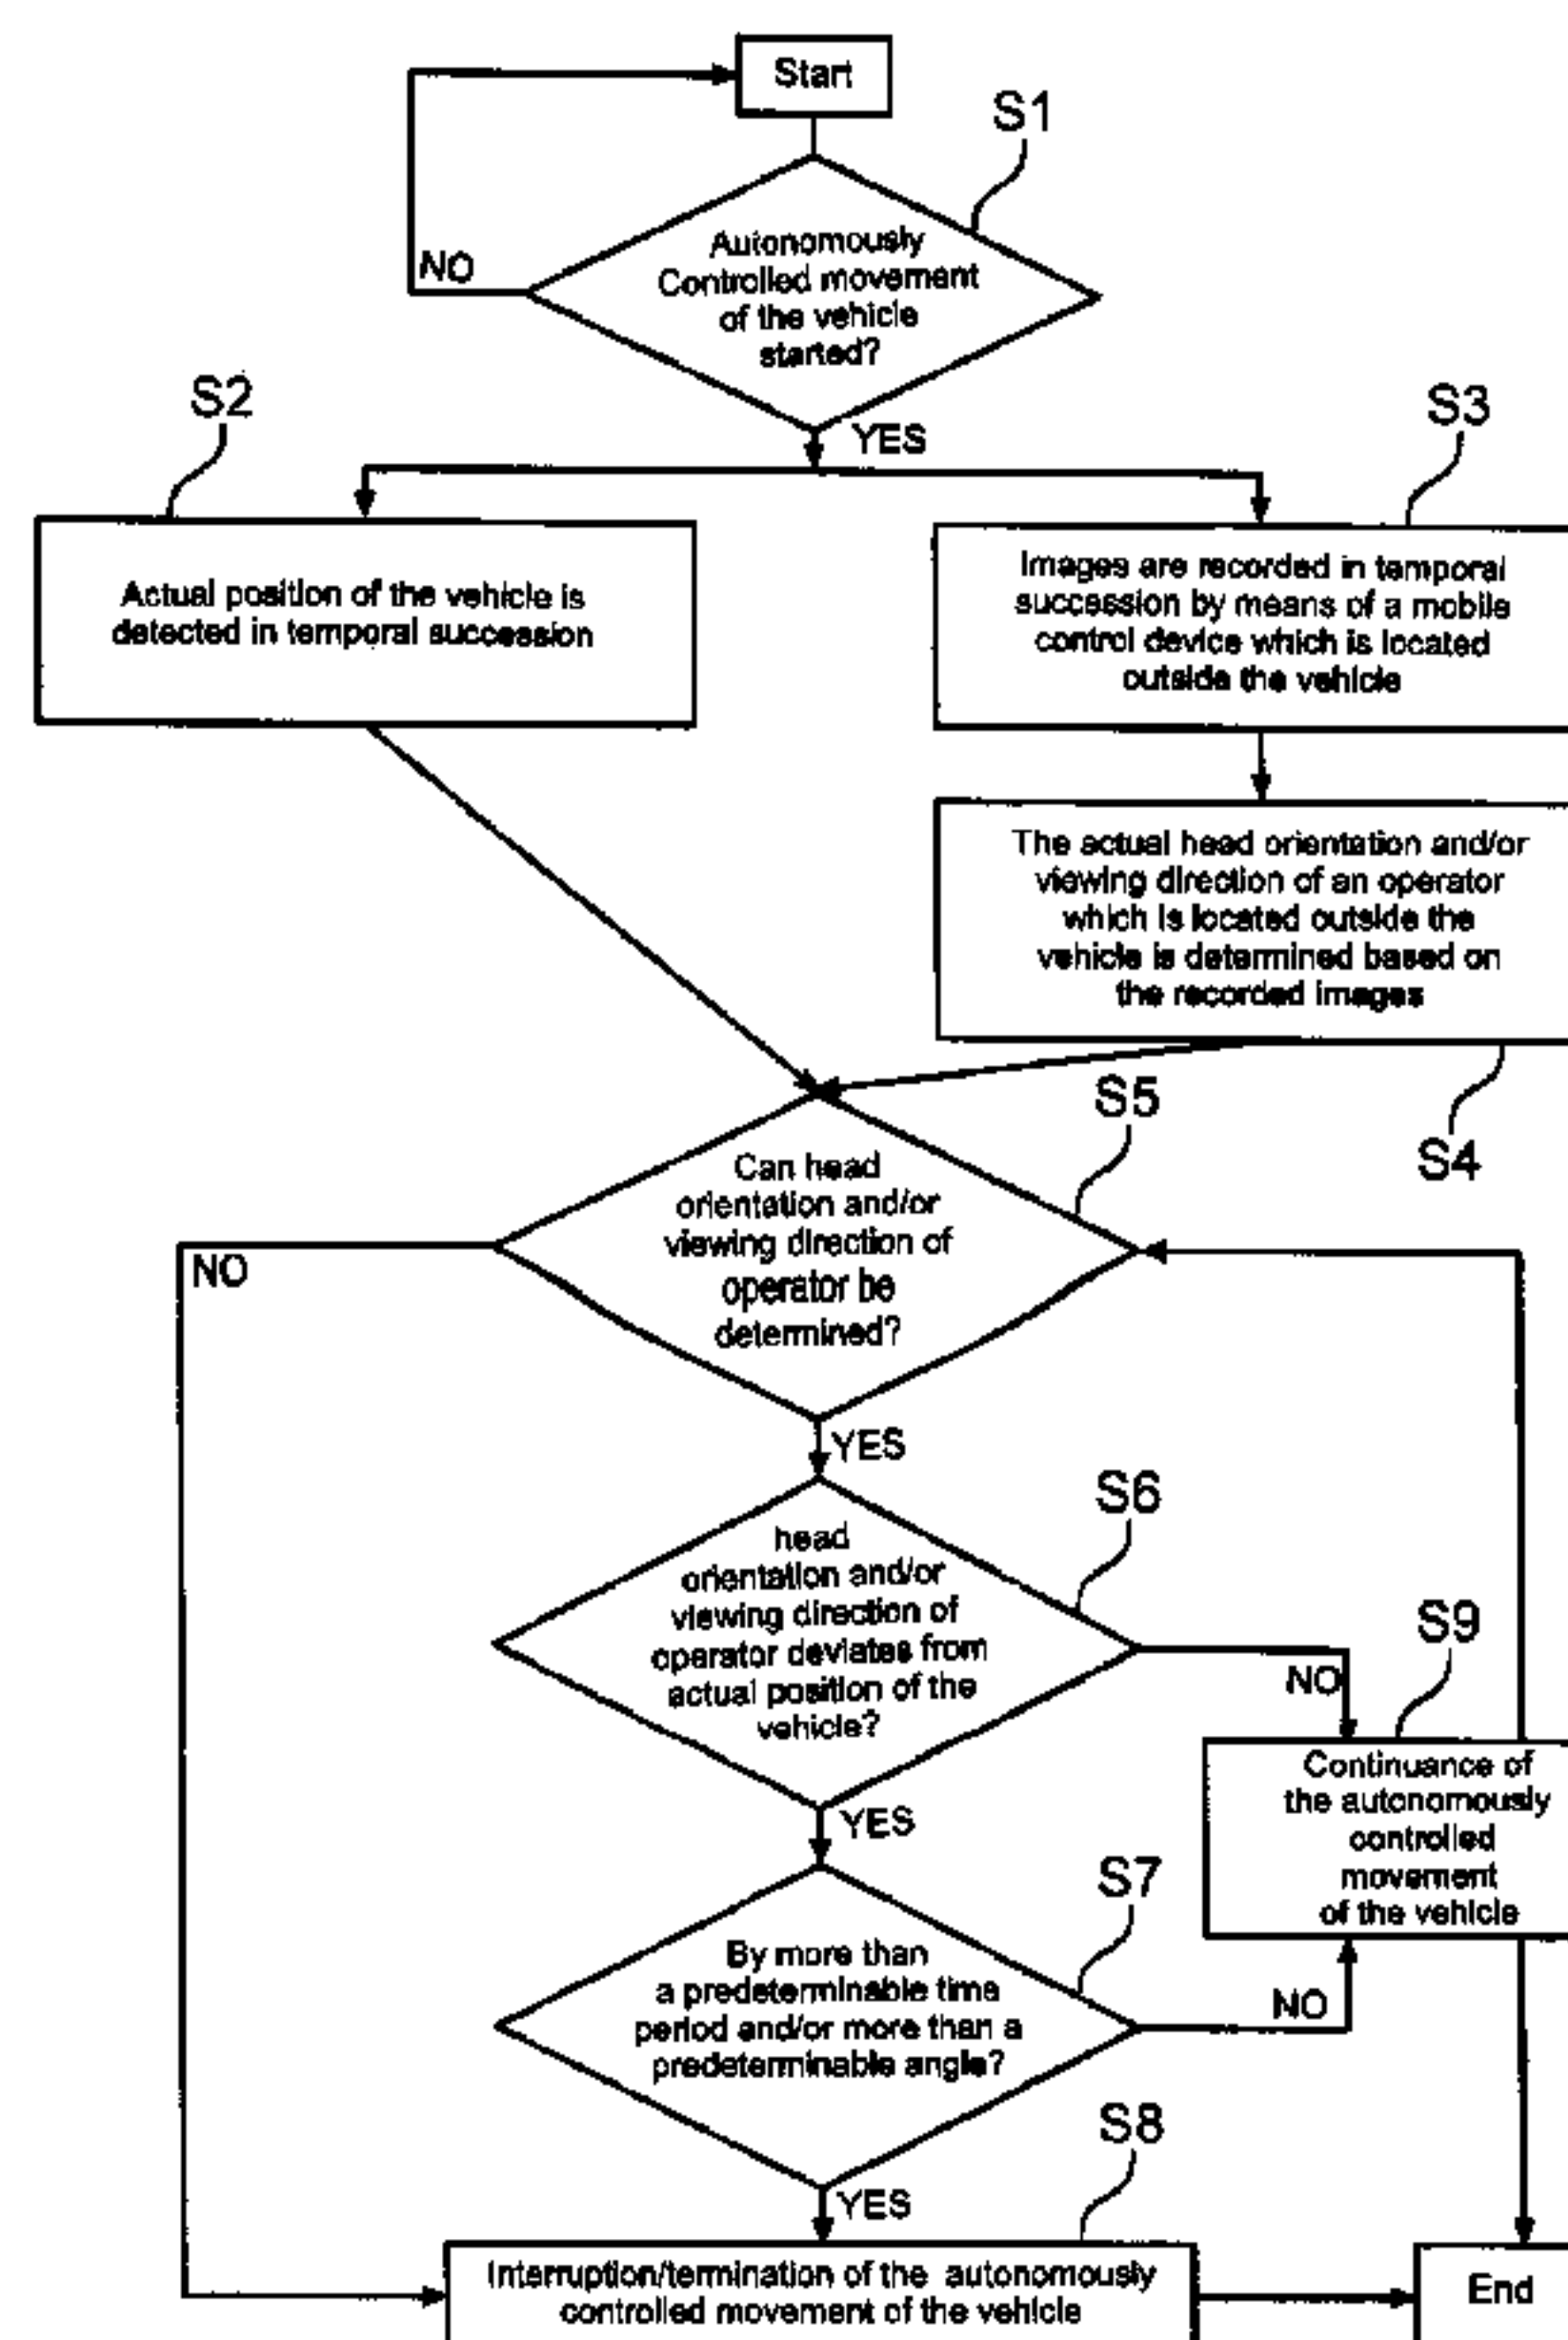 Start
S1
Autonomously
Controlled movement
of the vehicle
started?
NO
YES
S2
S3
Actual position of the vehicle is
detected in temporal succession
Images are recorded in temporal
succession by means of a mobile
control device which is located
outside the vehicle
The actual head orientation and/or
viewing direction of an operator
which is located outside the
vehicle is determined based on
the recorded images
S4
S5
Can head
orientation and/or
viewing direction of
operator be
determined?
NO
YES
S6
head
orientation and/or
viewing direction of
operator deviates from
actual position of the
vehicle?
NO
YES
S9
Continuance of
the autonomously
controlled
movement
of the vehicle
S7
By more than
a predeterminable time
period and/or more than a
predeterminable angle?
NO
YES
S8
Interruption/termination of the autonomously
controlled movement of the vehicle
End